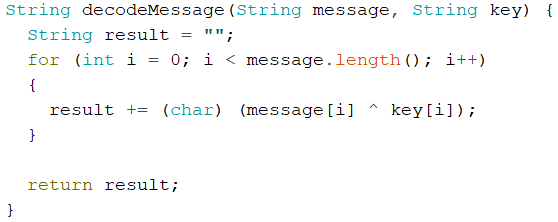 String decodeMessage(String message, String key) {
  String result = "";
  for (int i = 0; i < message.length(); i++)
  {
    result += (char) (message[i] ^ key[i]);
  }

  return result;
}